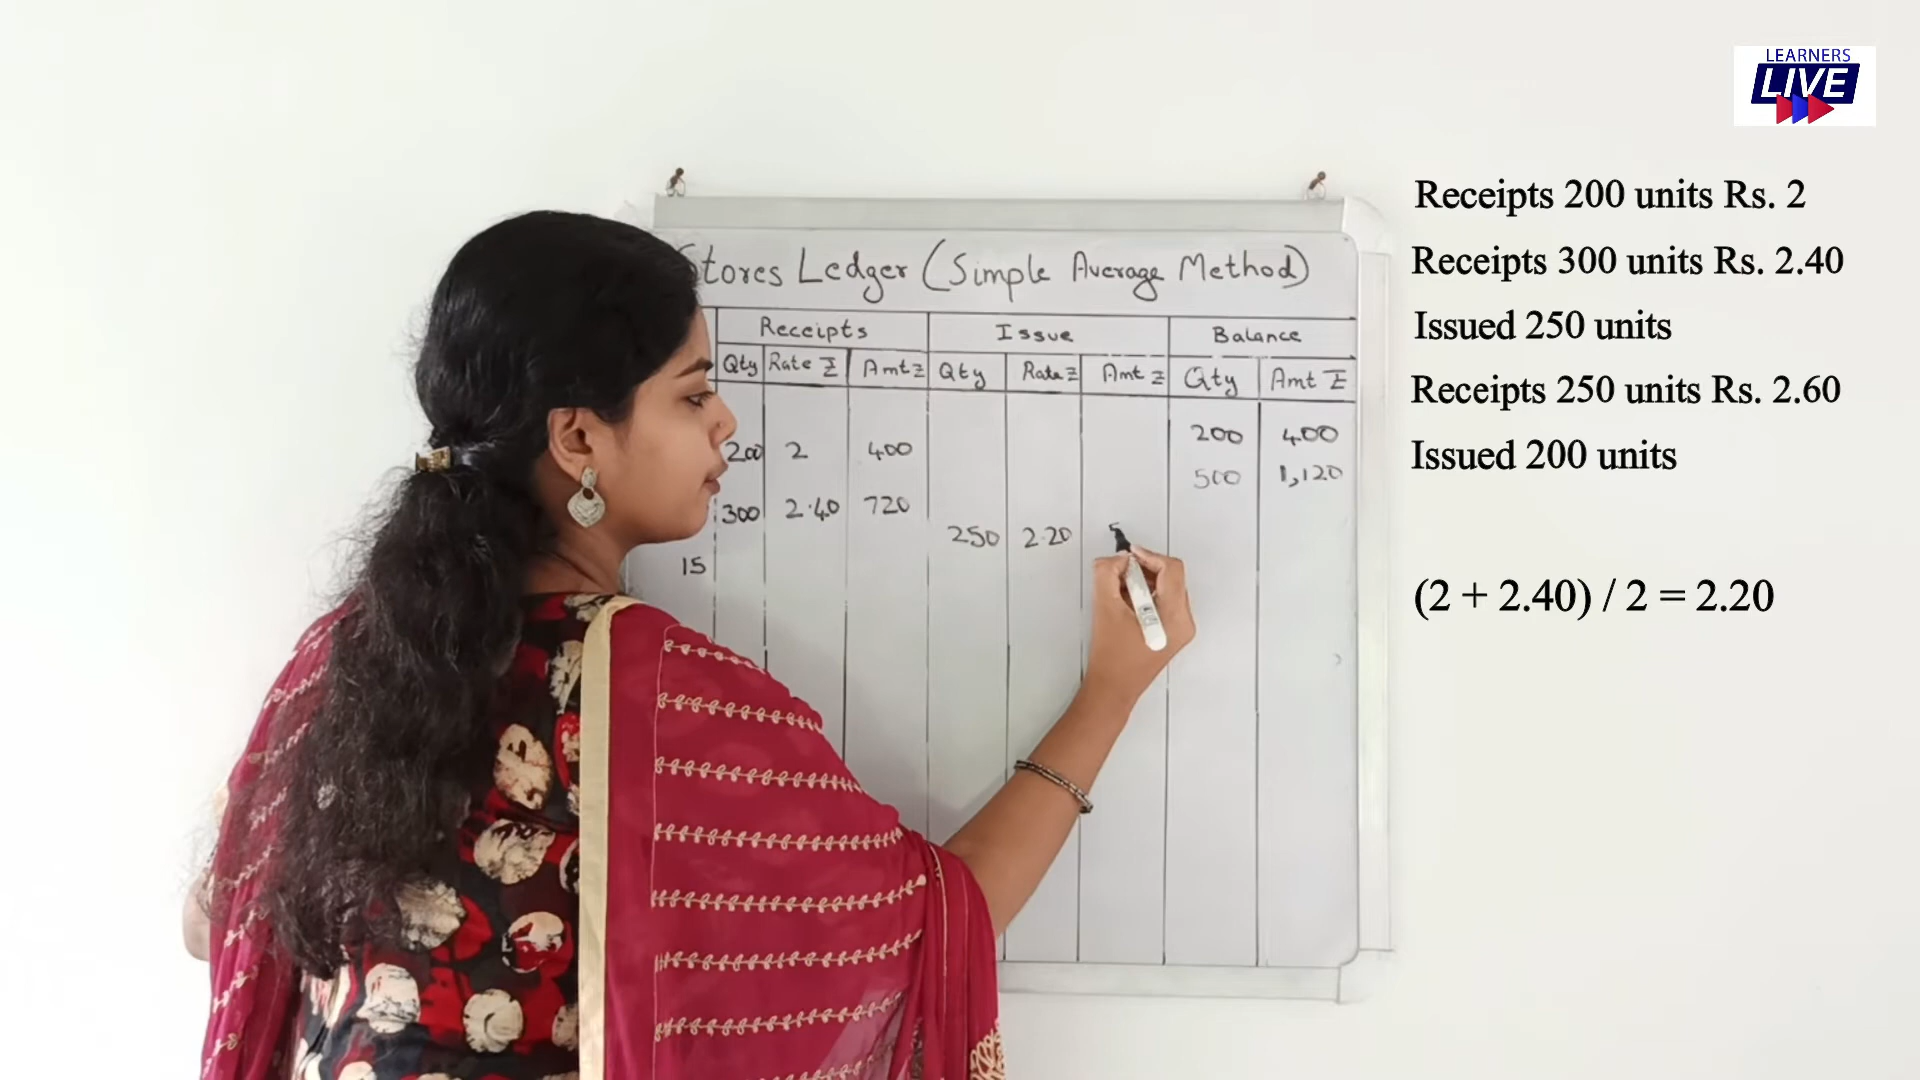 LEARNERS
LIVE
Receipts 200 units Rs. 2
Receipts 300 units Rs. 2.40
Issued 250 units
Receipts 250 units Rs. 2.60
Issued 200 units
(2 + 2.40) / 2 = 2.20
Stores Ledger (Simple Average Method)
Receipts Issue Balance
Qty Rate ₹ Amt ₹ Qty Rate ₹ Amt ₹ Qty Amt ₹
200 2 400 200 400
300 2.40 720 500 1,120
250 2.20 5
15